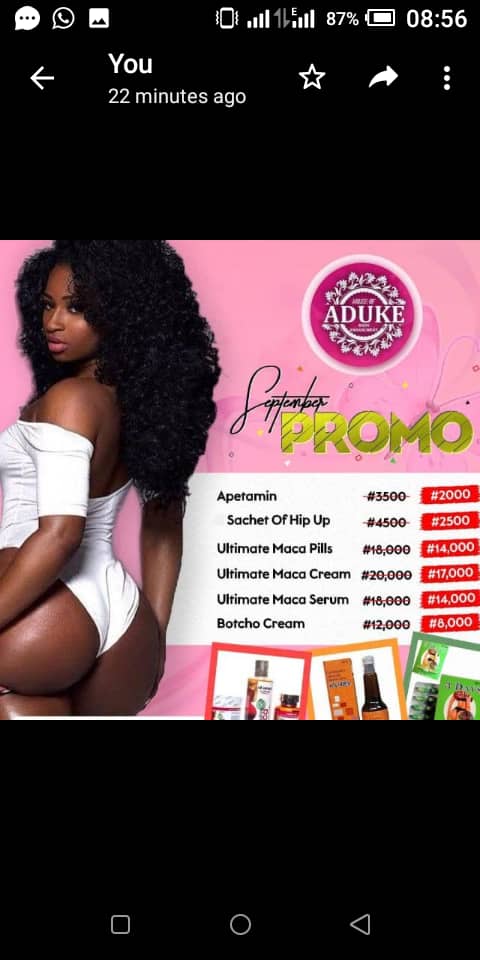 87% 08:56
You
22 minutes ago
HOUSE OF
ADUKE
September
PROMO
Apetamin #3500 #2000
Sachet Of Hip Up #4500 #2500
Ultimate Maca Pills #18,000 #14,000
Ultimate Maca Cream #20,000 #17,000
Ultimate Maca Serum #18,000 #14,000
Botcho Cream #12,000 #8,000